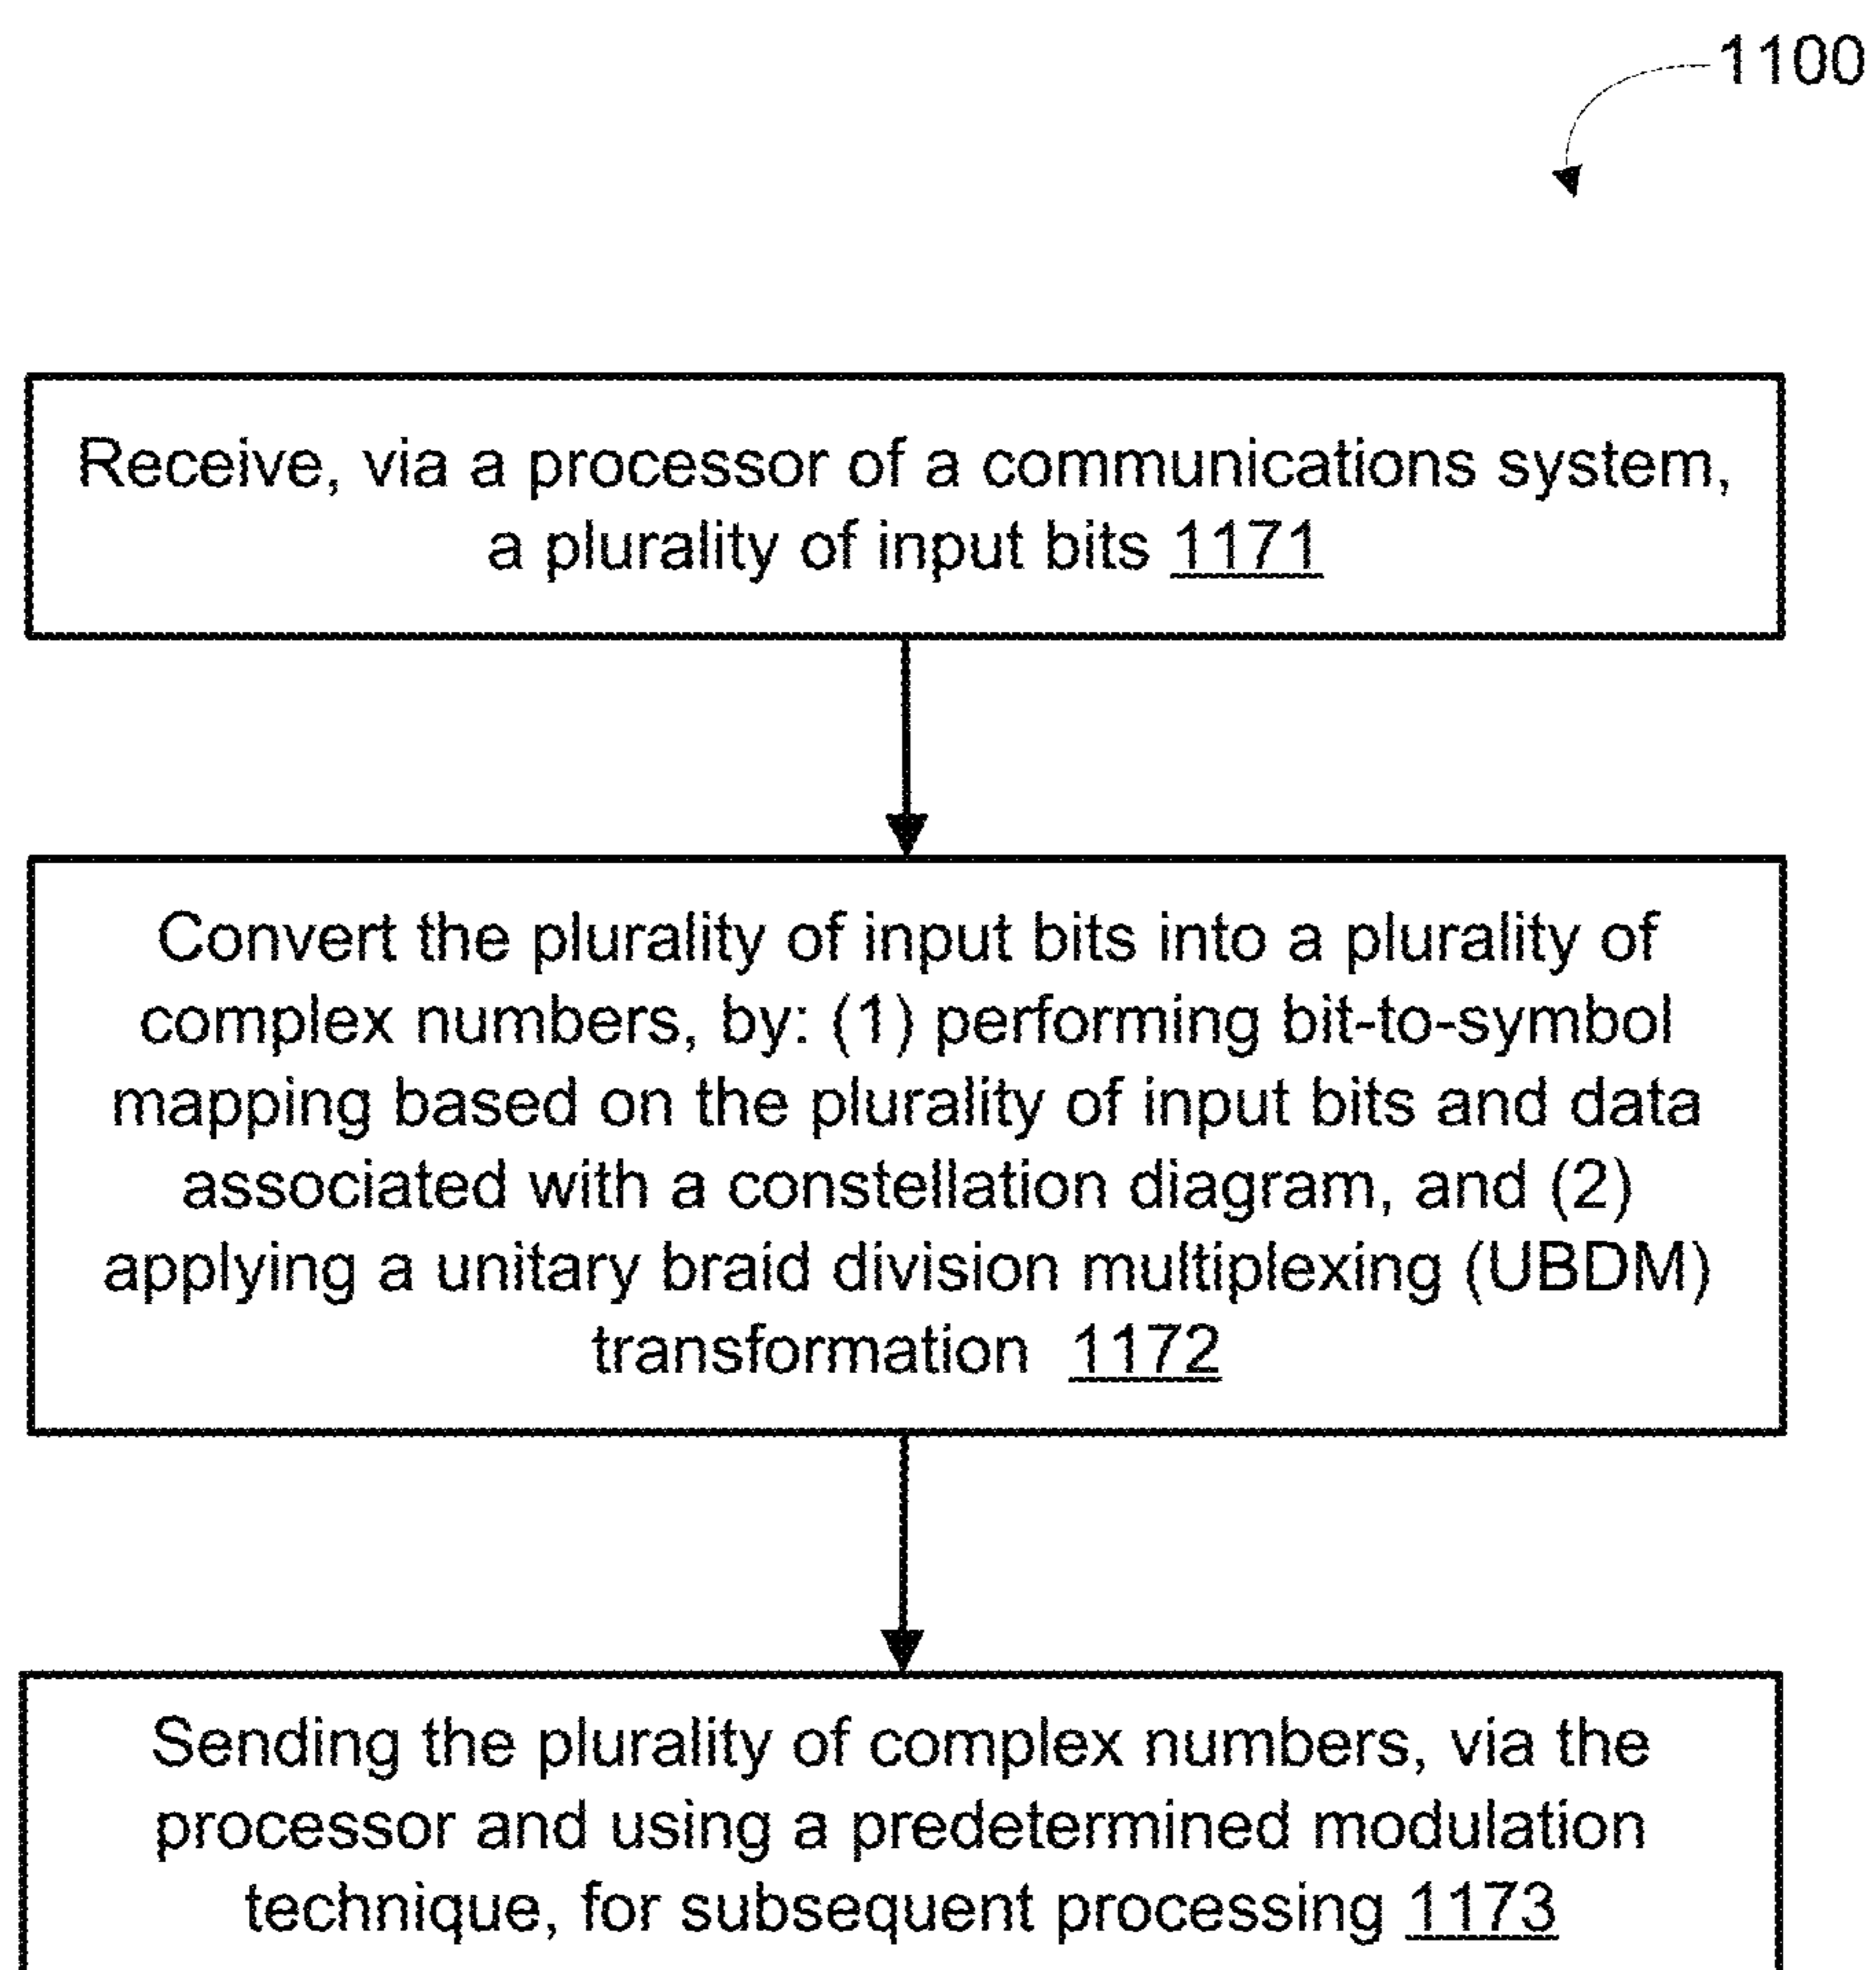 1100
Receive, via a processor of a communications system,
a plurality of input bits 1171
Convert the plurality of input bits into a plurality of
complex numbers, by: (1) performing bit-to-symbol
mapping based on the plurality of input bits and data
associated with a constellation diagram, and (2)
applying a unitary braid division multiplexing (UBDM)
transformation 1172
Sending the plurality of complex numbers, via the
processor and using a predetermined modulation
technique, for subsequent processing 1173